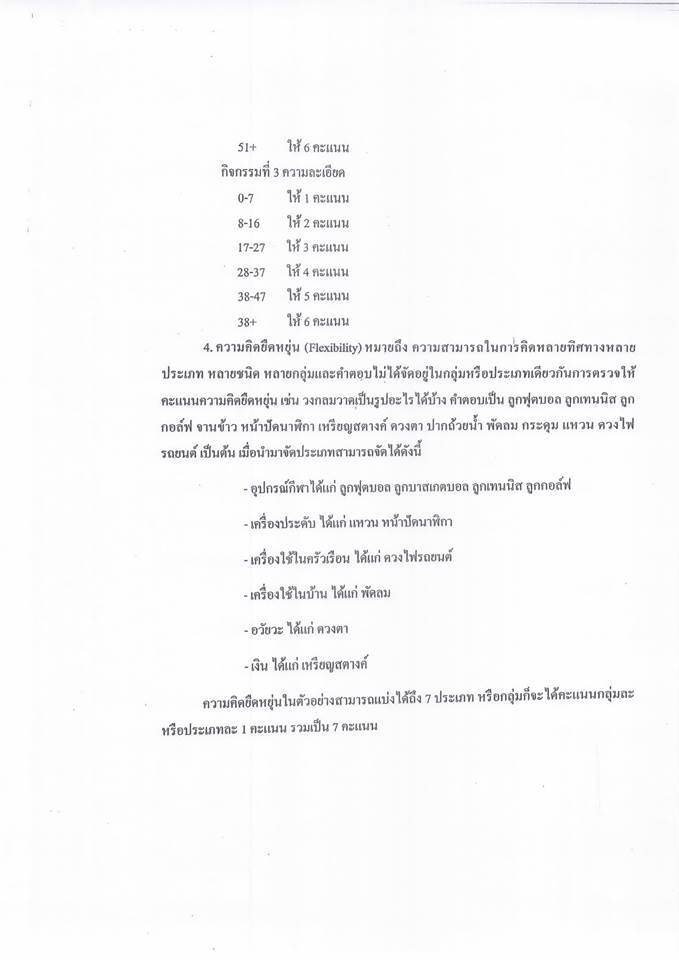 51+ ให้ 6 คะแนน
กิจกรรมที่ 3 ความละเอียด
0-7 ให้ 1 คะแนน
8-16 ให้ 2 คะแนน
17-27 ให้ 3 คะแนน
28-37 ให้ 4 คะแนน
38-47 ให้ 5 คะแนน
38+ ให้ 6 คะแนน
4. ความคิดยืดหยุ่น (Flexibility) หมายถึง ความสามารถในการคิดหลายทิศทางหลาย
ประเภท หลายชนิด หลายกลุ่มและคำตอบไม่ได้จัดอยู่ในกลุ่มหรือประเภทเดียวกันการตรวจให้
คะแนนความคิดยืดหยุ่น เช่น วงกลมวาดเป็นรูปอะไรได้บ้าง คำตอบเป็น ลูกฟุตบอล ลูกเทนนิส ลูก
กอล์ฟ จานข้าว หน้าปัดนาฬิกา เหรียญสตางค์ ดวงตา ปากถ้วยน้ำ พัดลม กระดุม แหวน ดวงไฟ
รถยนต์ เป็นต้น เมื่อนำมาจัดประเภทสามารถจัดได้ดังนี้
- อุปกรณ์กีฬาได้แก่ ลูกฟุตบอล ลูกบาสเกตบอล ลูกเทนนิส ลูกกอล์ฟ
- เครื่องประดับ ได้แก่ แหวน หน้าปัดนาฬิกา
- เครื่องใช้ในครัวเรือน ได้แก่ ดวงไฟรถยนต์
- เครื่องใช้ในบ้าน ได้แก่ พัดลม
- อวัยวะ ได้แก่ ดวงตา
- เงิน ได้แก่ เหรียญสตางค์
ความคิดยืดหยุ่นในตัวอย่างสามารถแบ่งได้ถึง 7 ประเภท หรือกลุ่มก็จะได้คะแนนกลุ่มละ
หรือประเภทละ 1 คะแนน รวมเป็น 7 คะแนน